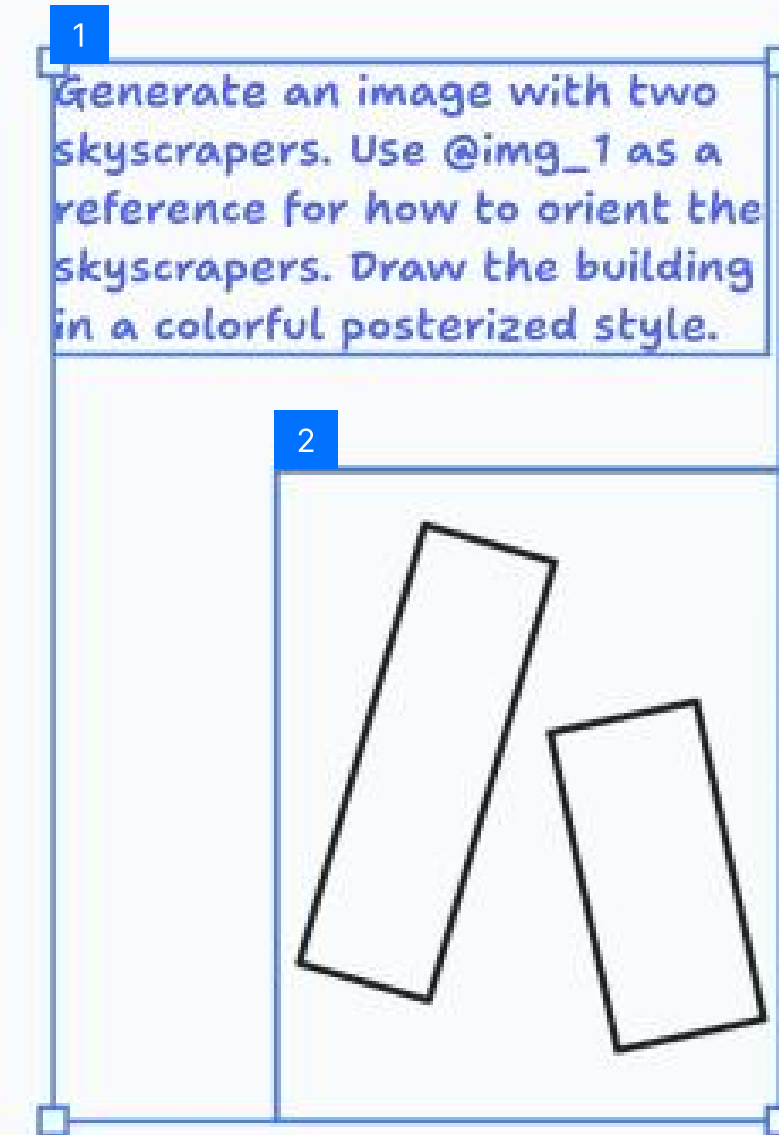 1
Generate an image with two
skyscrapers. Use @img_1 as a
reference for how to orient the
skyscrapers. Draw the building
in a colorful posterized style.
2